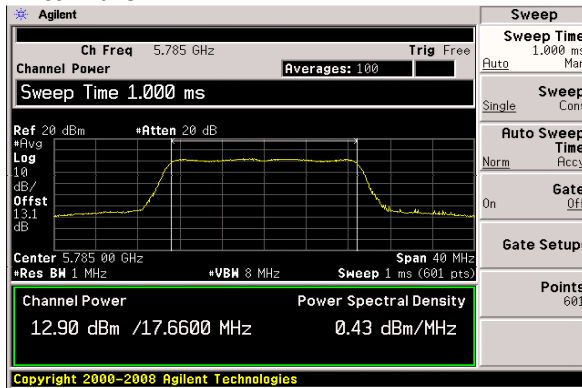 Agilent
Sweep
Ch Freq 5.785 GHz Trig Free
Channel Power Averages: 100
Sweep Time 1.000 ms
Ref 20 dBm #Atten 20 dB
#Avg
Log
10
dB/
Offst
13.1
dB
Center 5.785 00 GHz Span 40 MHz
#Res BW 1 MHz #VBW 8 MHz Sweep 1 ms (601 pts)
Channel Power Power Spectral Density
12.90 dBm /17.6600 MHz 0.43 dBm/MHz
Copyright 2000-2008 Agilent Technologies
Sweep Time
1.000 ms
Auto Man
Sweep
Single Cont
Auto Sweep
Time
Norm Accy
Gate
On Off
Gate Setup
Points
601